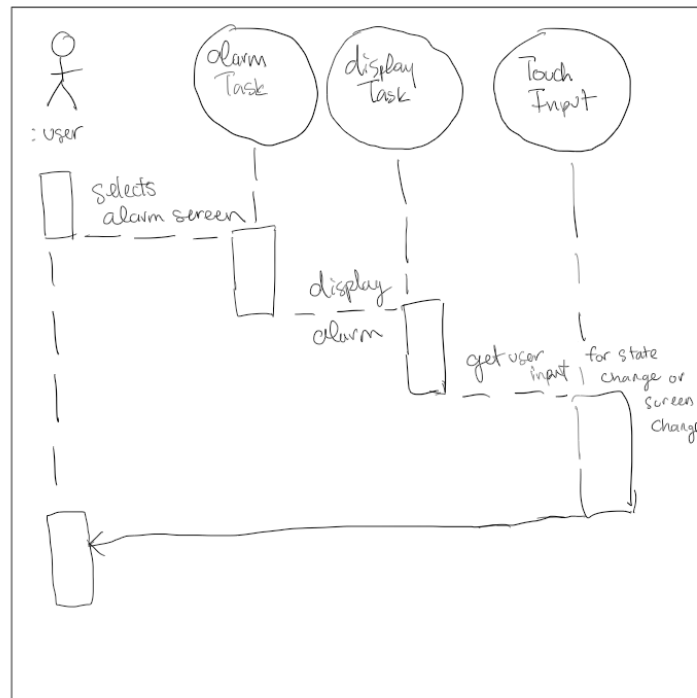 alarm
Task
display
Task
Touch
Input
: user
selects
alarm screen
display
alarm
get user
input
for state
change or
screen
change